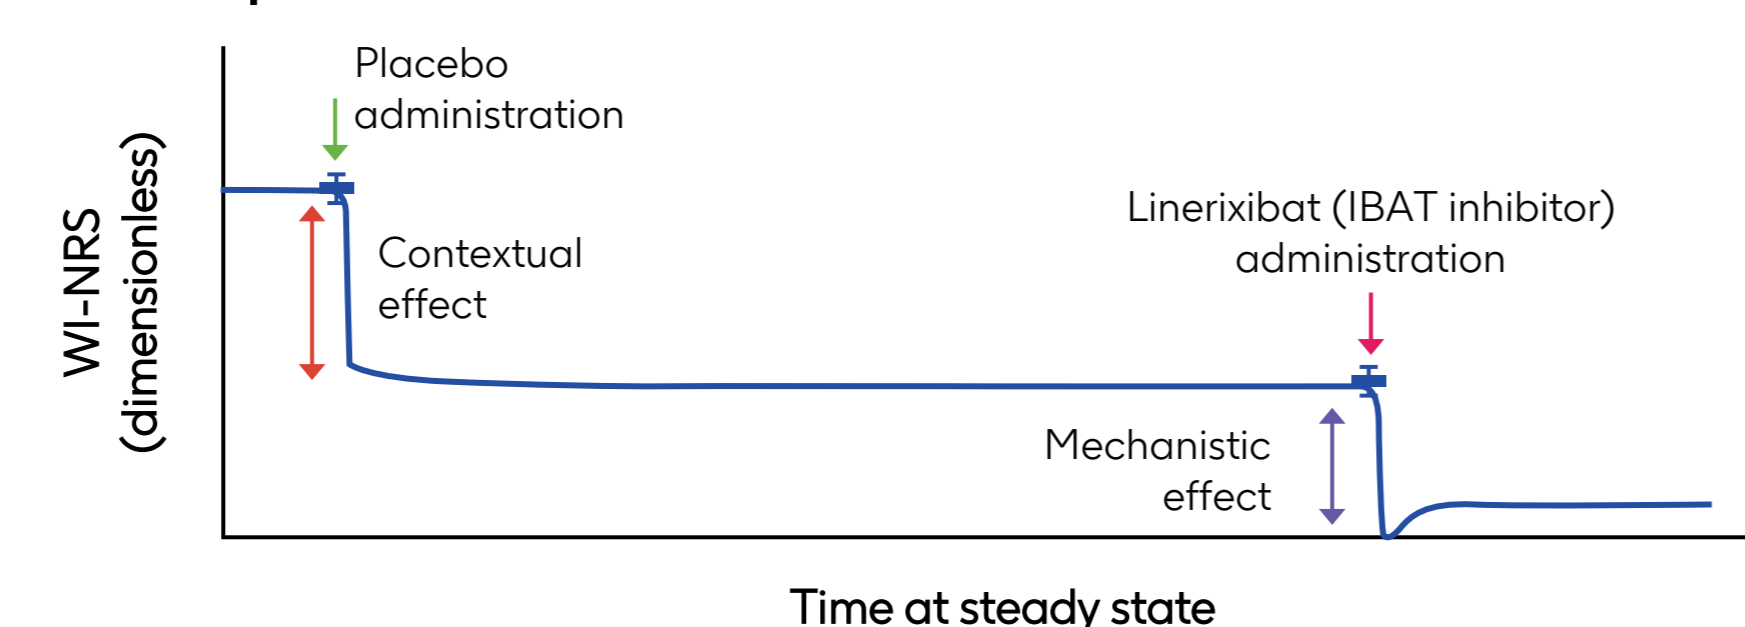 Placebo
administration
Contextual
effect
Linerixibat (IBAT inhibitor)
administration
Mechanistic
effect
WI-NRS
(dimensionless)
Time at steady state